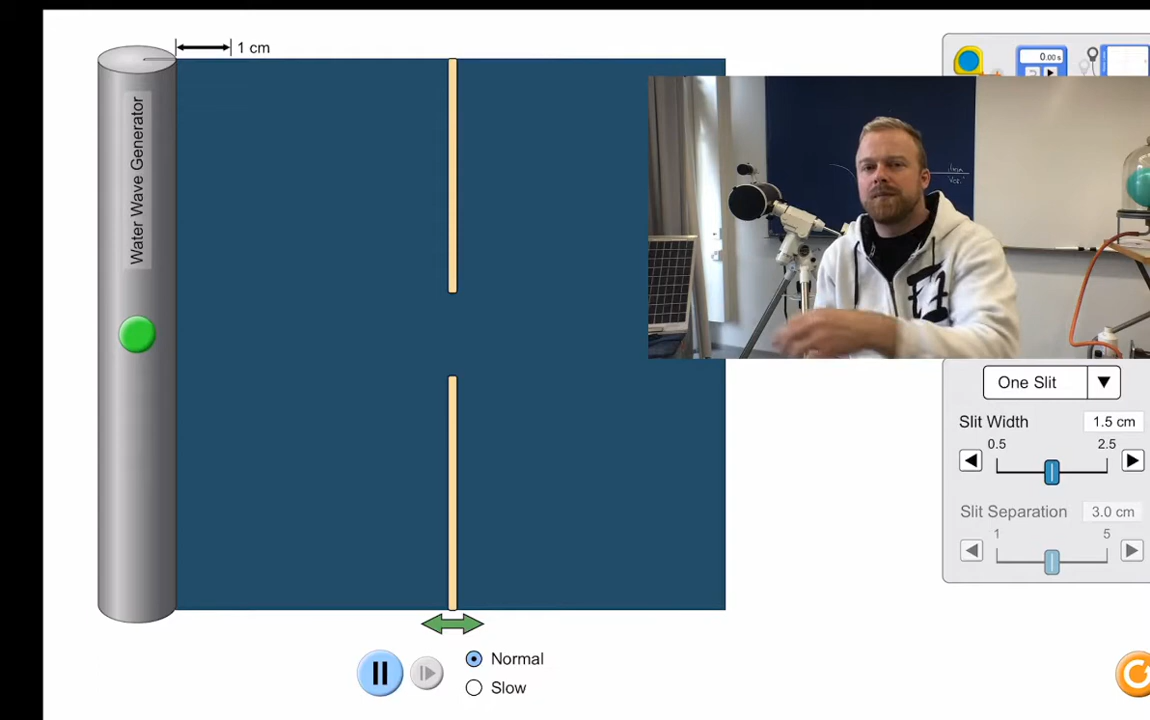 1 cm
0.00 s
Water Wave Generator
One Slit
Slit Width
1.5 cm
0.5
2.5
Slit Separation
3.0 cm
1
5
Normal
Slow